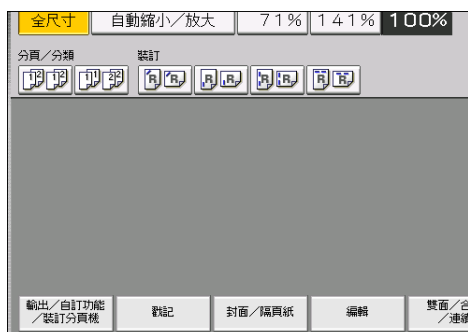 全尺寸 自動縮小／放大 71% 141% 100%
分頁／分類 裝訂
輸出／自訂功能
／裝訂分頁機
戳記
封面／隔頁紙
編輯
雙面／
／連